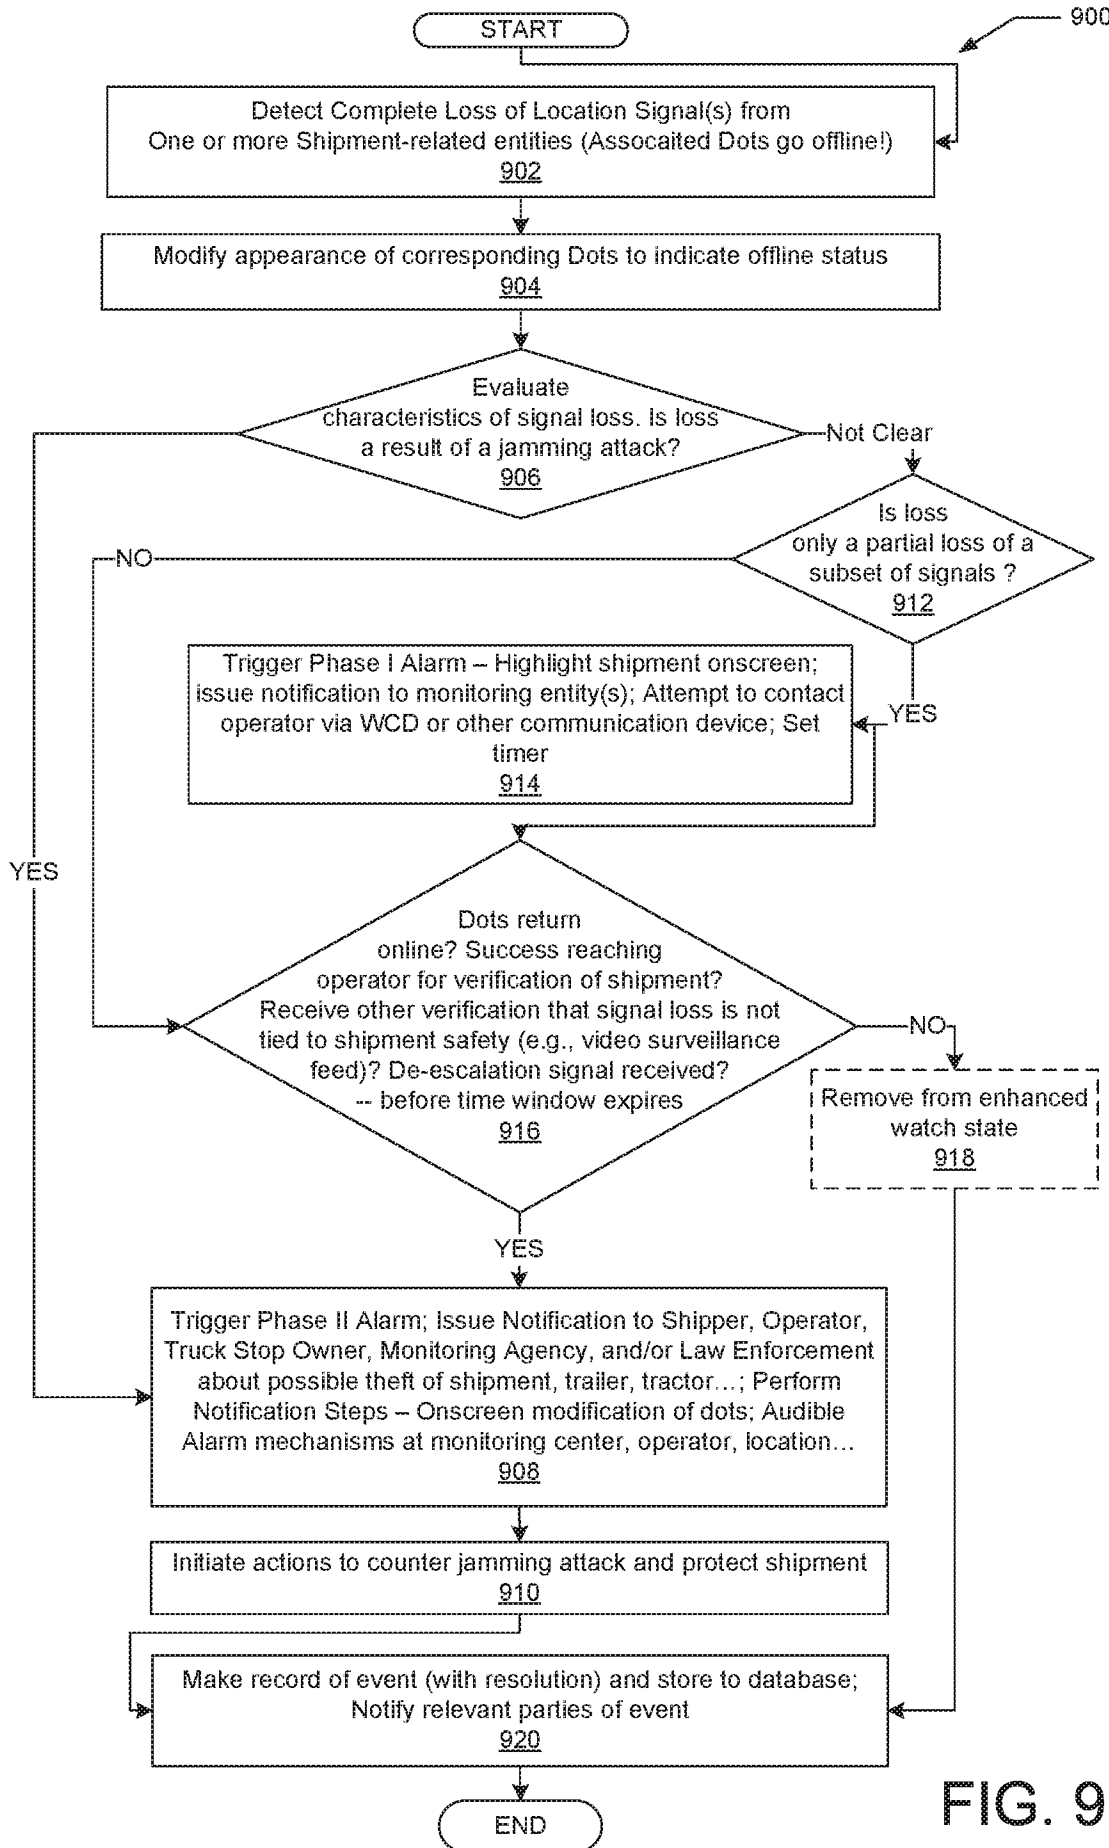 START
900
Detect Complete Loss of Location Signal(s) from
One or more Shipment-related entities (Assocaited Dots go offline!)
902
Modify appearance of corresponding Dots to indicate offline status
904
Evaluate
characteristics of signal loss. Is loss
a result of a jamming attack?
906
Not Clear
Is loss
only a partial loss of a
subset of signals ?
912
NO
YES
Trigger Phase I Alarm – Highlight shipment onscreen;
issue notification to monitoring entity(s); Attempt to contact
operator via WCD or other communication device; Set
timer
914
YES
Dots return
online? Success reaching
operator for verification of shipment?
Receive other verification that signal loss is not
tied to shipment safety (e.g., video surveillance
feed)? De-escalation signal received?
-- before time window expires
916
NO
Remove from enhanced
watch state
918
YES
Trigger Phase II Alarm; Issue Notification to Shipper, Operator,
Truck Stop Owner, Monitoring Agency, and/or Law Enforcement
about possible theft of shipment, trailer, tractor...; Perform
Notification Steps – Onscreen modification of dots; Audible
Alarm mechanisms at monitoring center, operator, location...
908
Initiate actions to counter jamming attack and protect shipment
910
Make record of event (with resolution) and store to database;
Notify relevant parties of event
920
END
FIG. 9